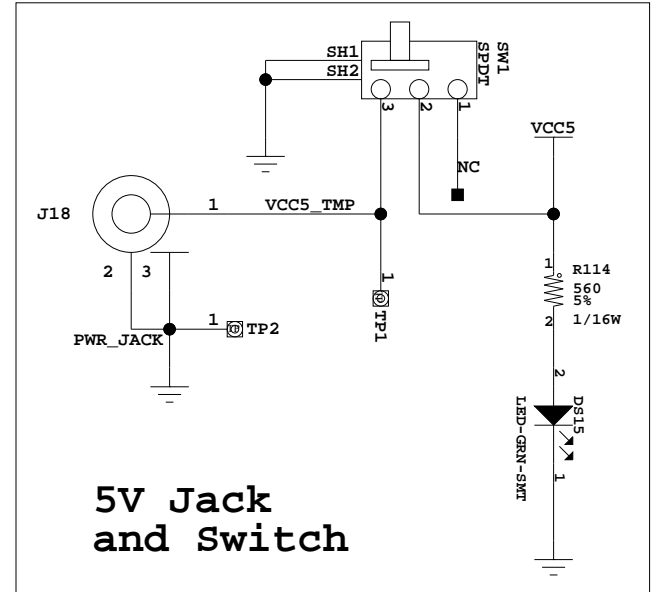 SH1
SH2
SW1
SPDT
3
2
1
NC
VCC5
J18
1
VCC5_TMP
2
3
1
TP2
PWR_JACK
1
TP1
1
R114
560
5%
1/16W
2
2
DS15
LED-GRN-SMT
1
5V Jack
and Switch